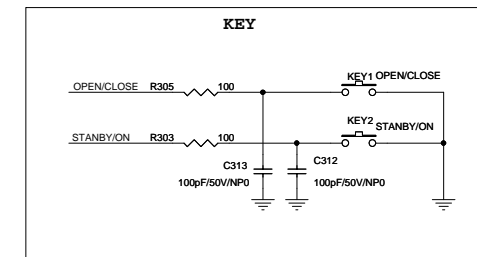 KEY
KEY1 OPEN/CLOSE
OPEN/CLOSE R305 100
KEY2 STANBY/ON
STANBY/ON R303 100
C313 C312
100pF/50V/NP0 100pF/50V/NP0